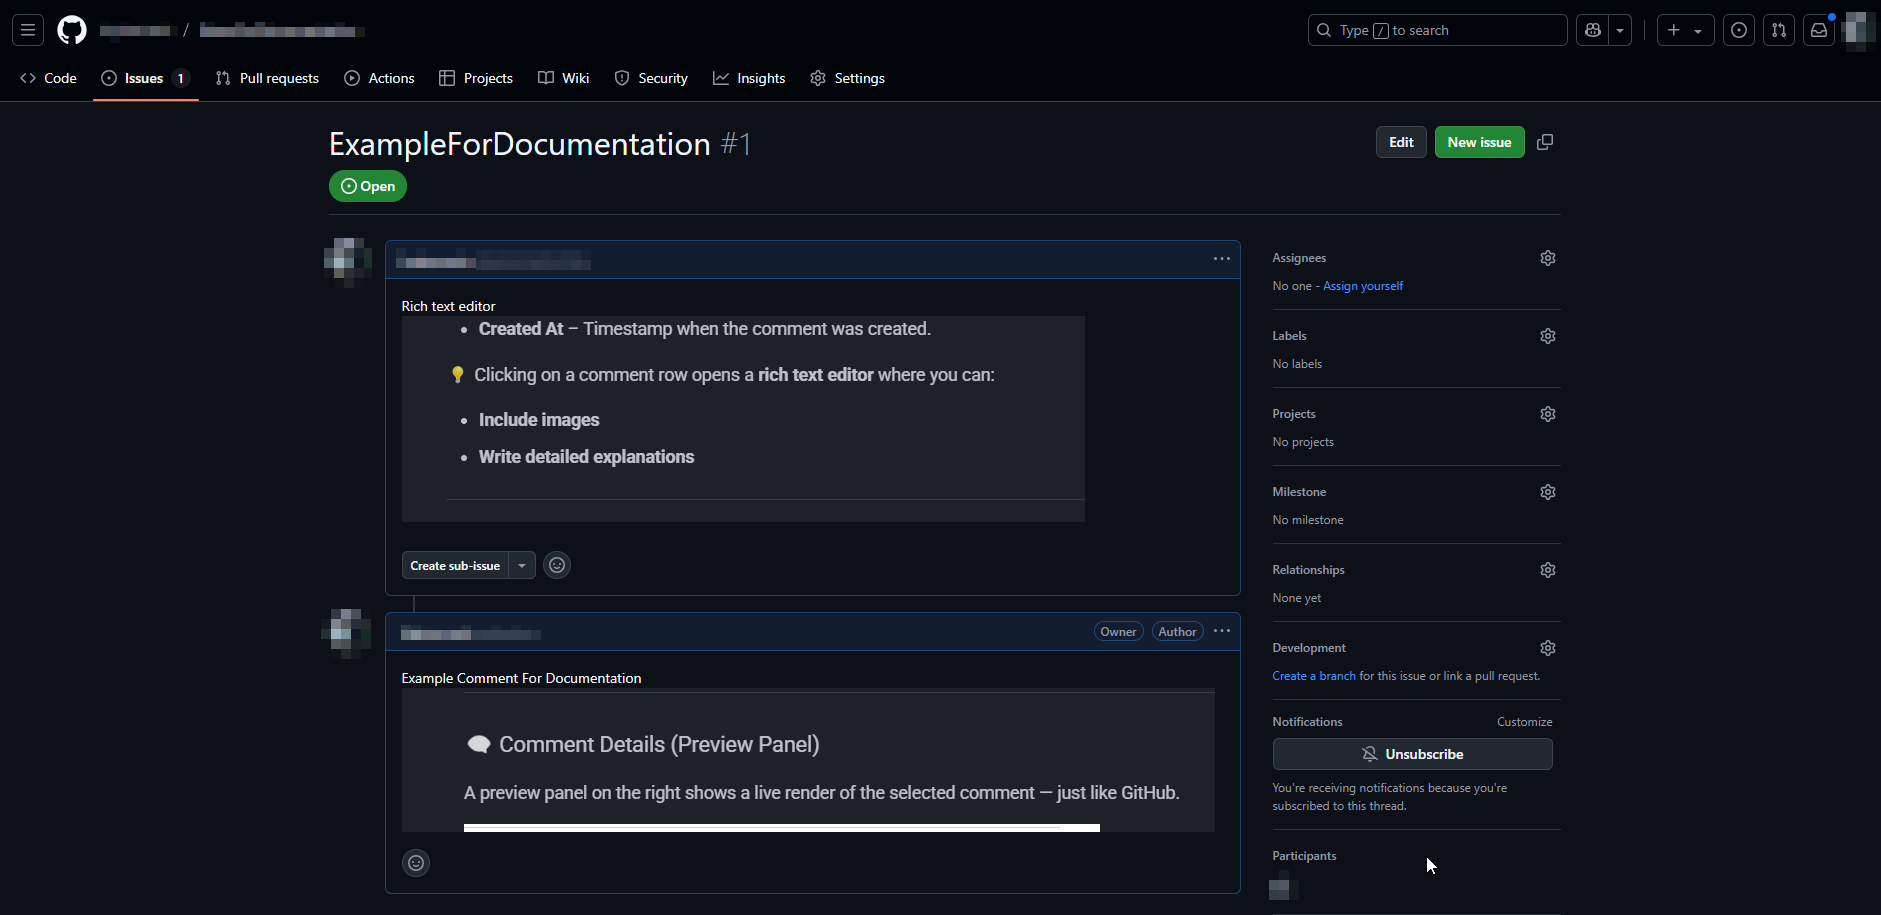 /
Type / to search
Code
Issues 1
Pull requests
Actions
Projects
Wiki
Security
Insights
Settings
ExampleForDocumentation #1
Edit
New issue
Open
Rich text editor
• Created At – Timestamp when the comment was created.
💡 Clicking on a comment row opens a rich text editor where you can:
• Include images
• Write detailed explanations
Create sub-issue
Owner
Author
Example Comment For Documentation
🗨 Comment Details (Preview Panel)
A preview panel on the right shows a live render of the selected comment — just like GitHub.
Assignees
No one - Assign yourself
Labels
No labels
Projects
No projects
Milestone
No milestone
Relationships
None yet
Development
Create a branch for this issue or link a pull request.
Notifications
Customize
Unsubscribe
You're receiving notifications because you're
subscribed to this thread.
Participants